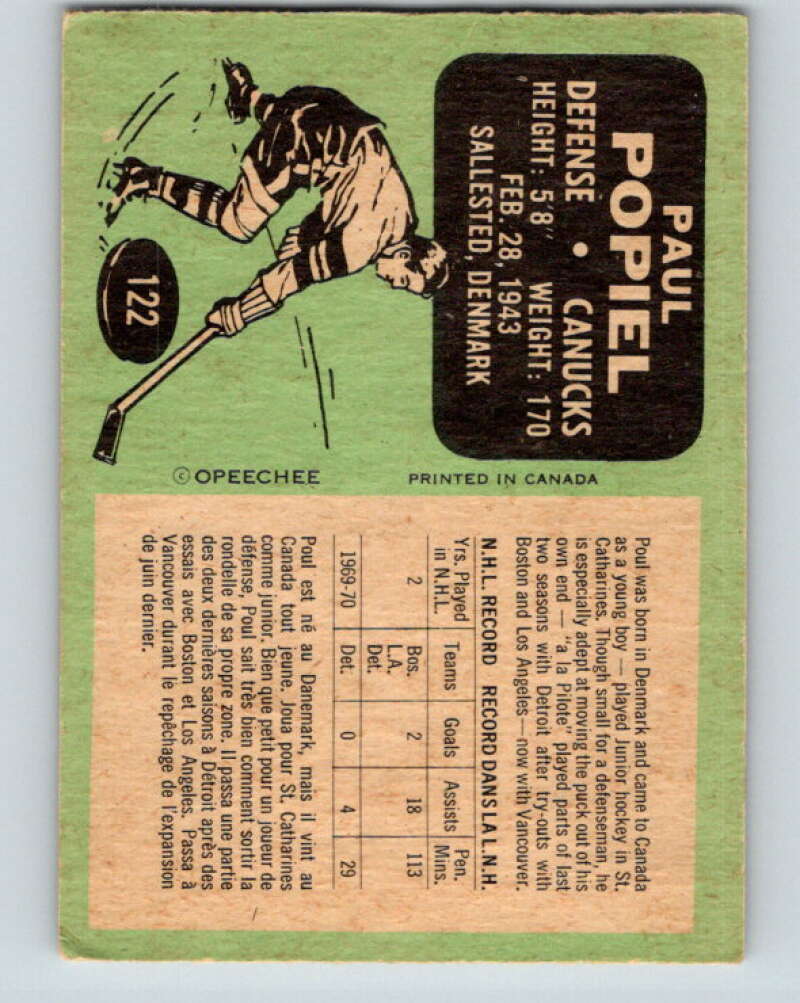 PAUL
POPIEL
DEFENSE • CANUCKS
HEIGHT: 5'8" WEIGHT: 170
FEB. 28, 1943
SALLESTED, DENMARK
122
© OPEECHEE PRINTED IN CANADA
Poul was born in Denmark and came to Canada
as a young boy — played Junior hockey in St.
Catharines. Though small for a defenseman, he
is especially adept at moving the puck out of his
own end — "a la Pilote" played parts of last
two seasons with Detroit after try-outs with
Boston and Los Angeles — now with Vancouver.
N.H.L. RECORD RECORD DANS LA L.N.H.
Yrs. Played in N.H.L. Teams Goals Assists Pen. Mins.
2 Bos. L.A. Det. 2 18 113
1969-70 Det. 0 4 29
Poul est né au Danemark, mais il vint au
Canada tout jeune. Joua pour St. Catharines
comme junior. Bien que petit pour un joueur de
défense, Poul sait très bien comment sortir la
rondelle de sa propre zone. Il passa une partie
des deux dernières saisons à Détroit après des
essais avec Boston et Los Angeles. Passa à
Vancouver durant le repêchage de l'expansion
de juin dernier.